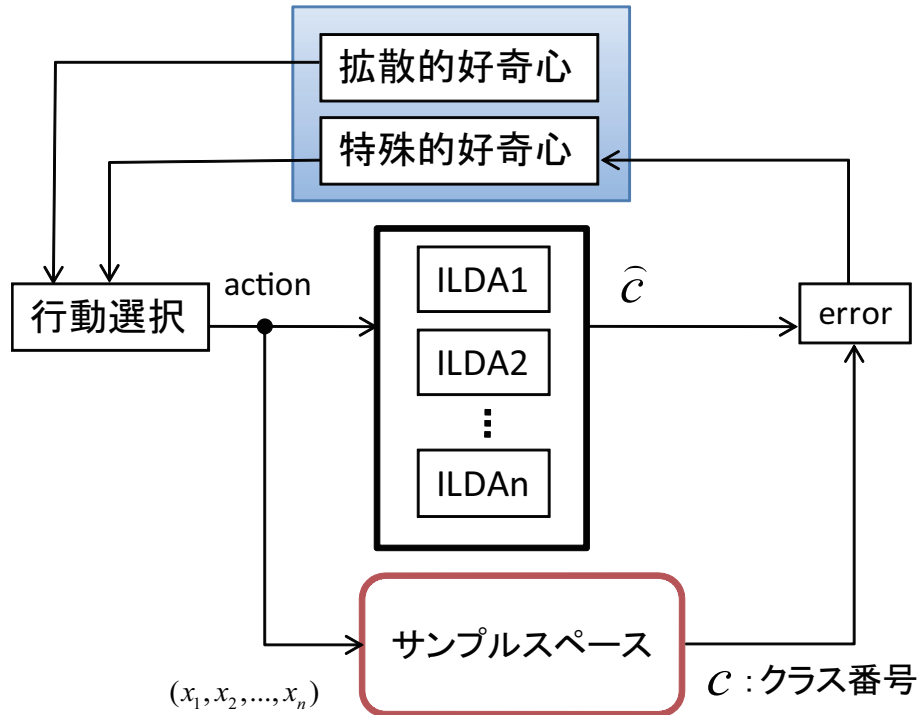 拡散的好奇心
特殊的好奇心
行動選択
action
ILDA1
ILDA2
⋮
ILDAn
ĉ
error
サンプルスペース
(x₁, x₂, ..., xₙ)
c : クラス番号